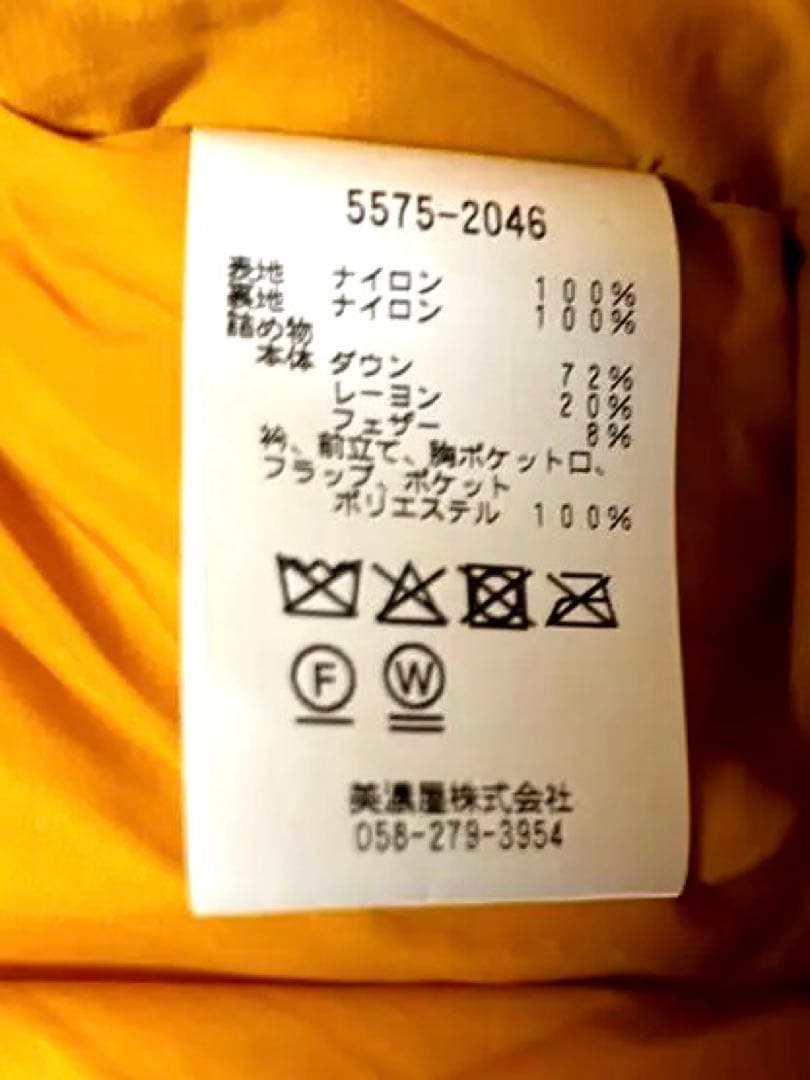 5575-2046
表地 ナイロン 100%
裏地 ナイロン 100%
詰め物
本体 ダウン 72%
レーヨン 20%
フェザー 8%
衿、前立て、胸ポケット口、
フラップ、ポケット
ポリエステル 100%
F W
美濃屋株式会社
058-279-3954